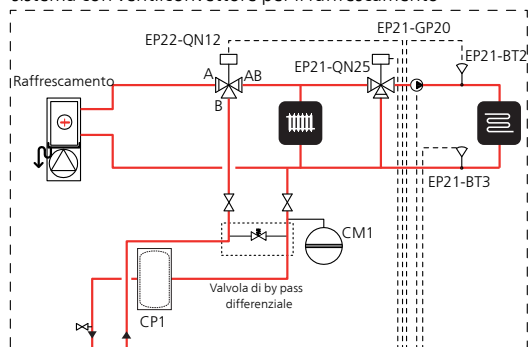 sistema con ventilconvettore per il raffrescamento
EP21-GP20
EP22-QN12
EP21-BT2
EP21-QN25
Raffrescamento
A
AB
B
EP21-BT3
CM1
Valvola di by pass
differenziale
CP1